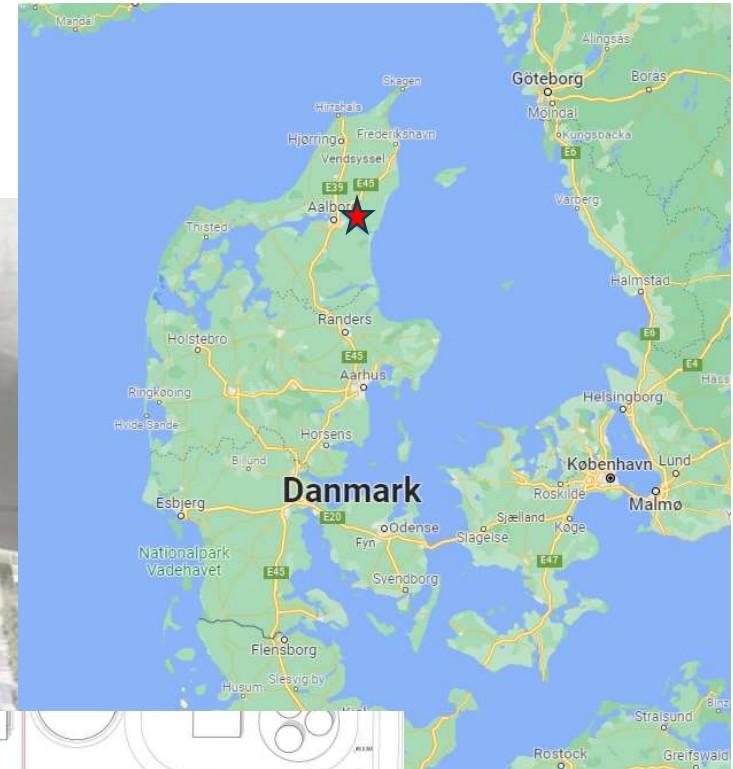 Mandal
Alingsås
Göteborg
Borås
Skagen
Mölndal
Hirtshals
Hjørring
Frederikshavn
Kungsbacka
Vendsyssel
E6
E39
E45
Varberg
Aalborg
Thisted
Halmstad
Randers
E6
Holstebro
E45
E4
Aarhus
Ringkøbing
Helsingborg
Hvide Sande
Horsens
Billund
København
Lund
Danmark
Roskilde
Malmø
Esbjerg
E20
Odense
Sjælland
Køge
Fyn
Slagelse
Nationalpark
Vadehavet
E45
E47
Svendborg
Flensborg
Husum
Slesvig by
Stralsund
Rostock
Greifswald